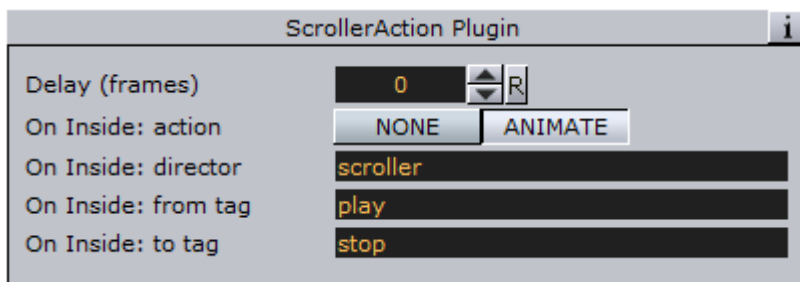 ScrollerAction Plugin i
Delay (frames) 0 R
On Inside: action NONE ANIMATE
On Inside: director scroller
On Inside: from tag play
On Inside: to tag stop